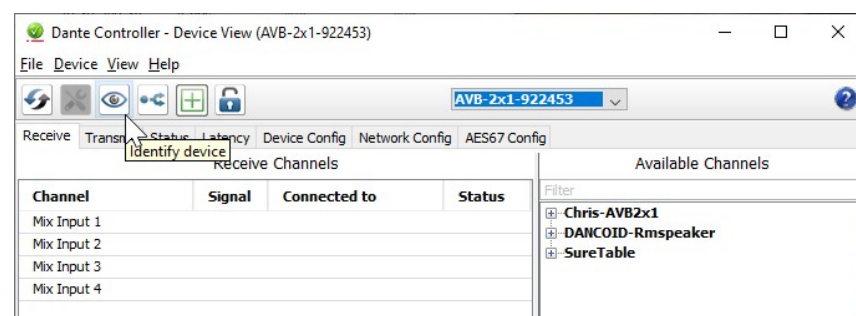 Dante Controller - Device View (AVB-2x1-922453)
File Device View Help
AVB-2x1-922453
Receive Status Latency Device Config Network Config AES67 Config
Identify device
Receive Channels
Available Channels
Channel Signal Connected to Status
Filter
Mix Input 1
Mix Input 2
Mix Input 3
Mix Input 4
Chris-AVB2x1
DANCOID-Rmspeaker
SureTable